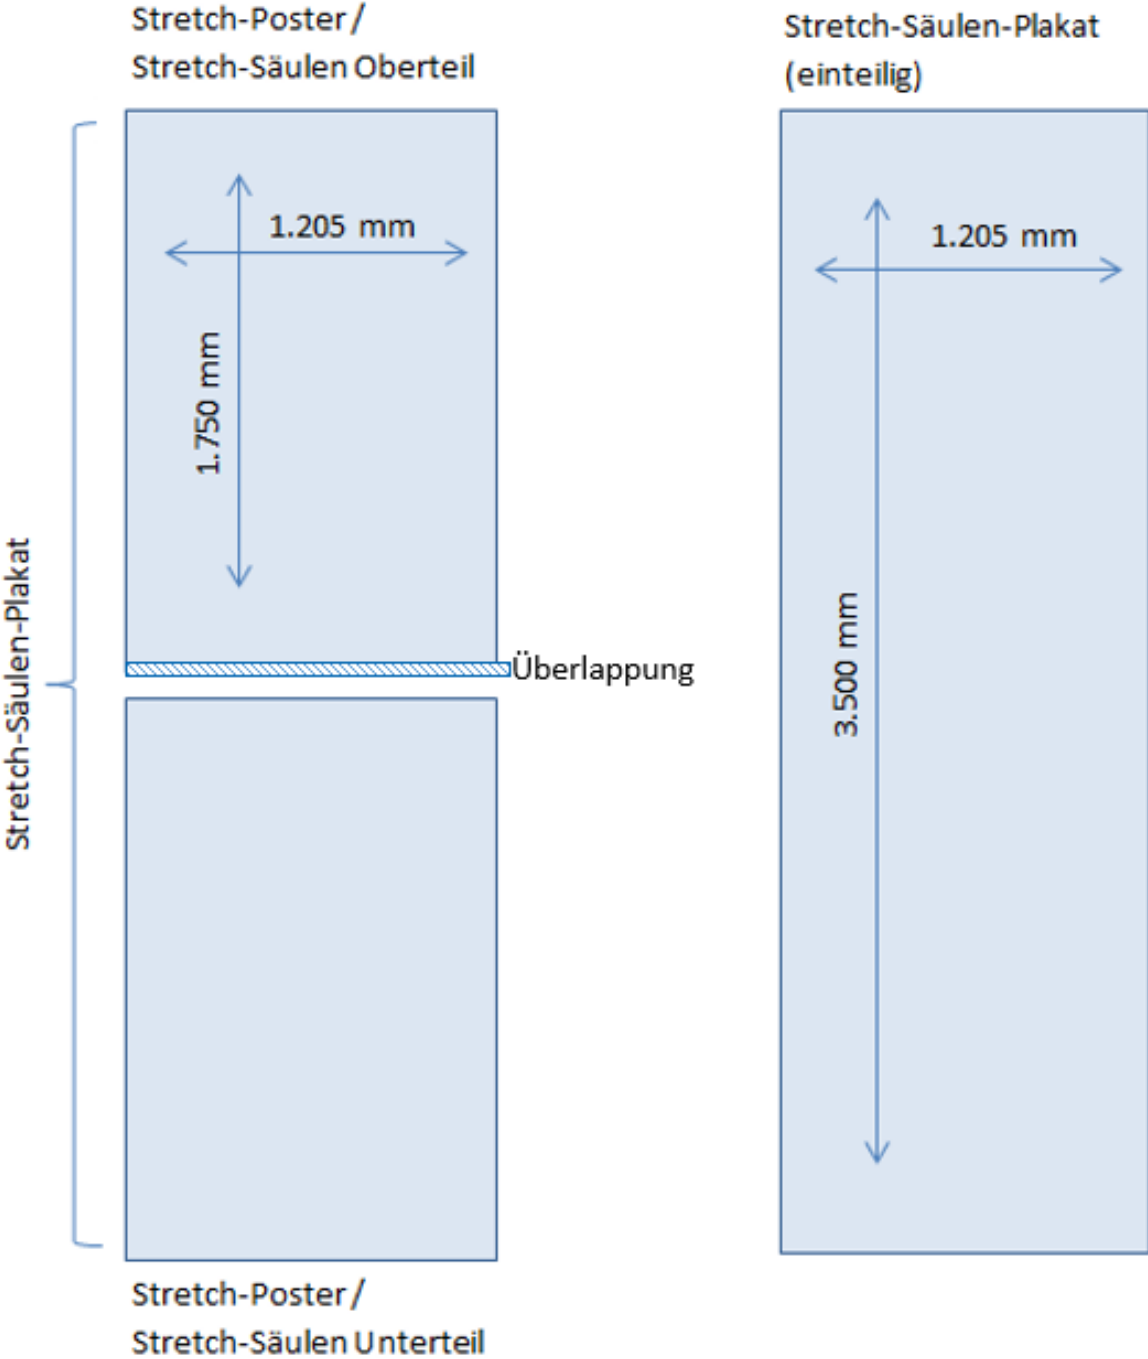 Stretch-Poster /
Stretch-Säulen Oberteil
1.205 mm
1.750 mm
Überlappung
Stretch-Säulen-Plakat
Stretch-Poster /
Stretch-Säulen Unterteil
Stretch-Säulen-Plakat
(einteilig)
1.205 mm
3.500 mm